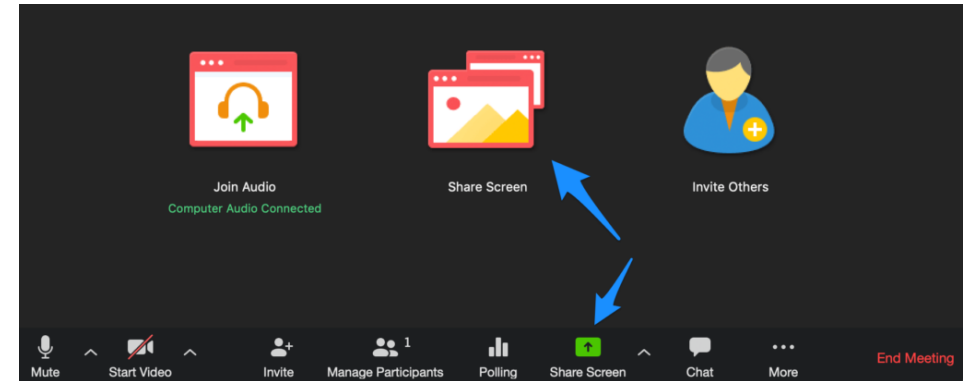 Join Audio
Share Screen
Invite Others
Computer Audio Connected
1
Mute
Start Video
Invite
Manage Participants
Polling
Share Screen
Chat
More
End Meeting